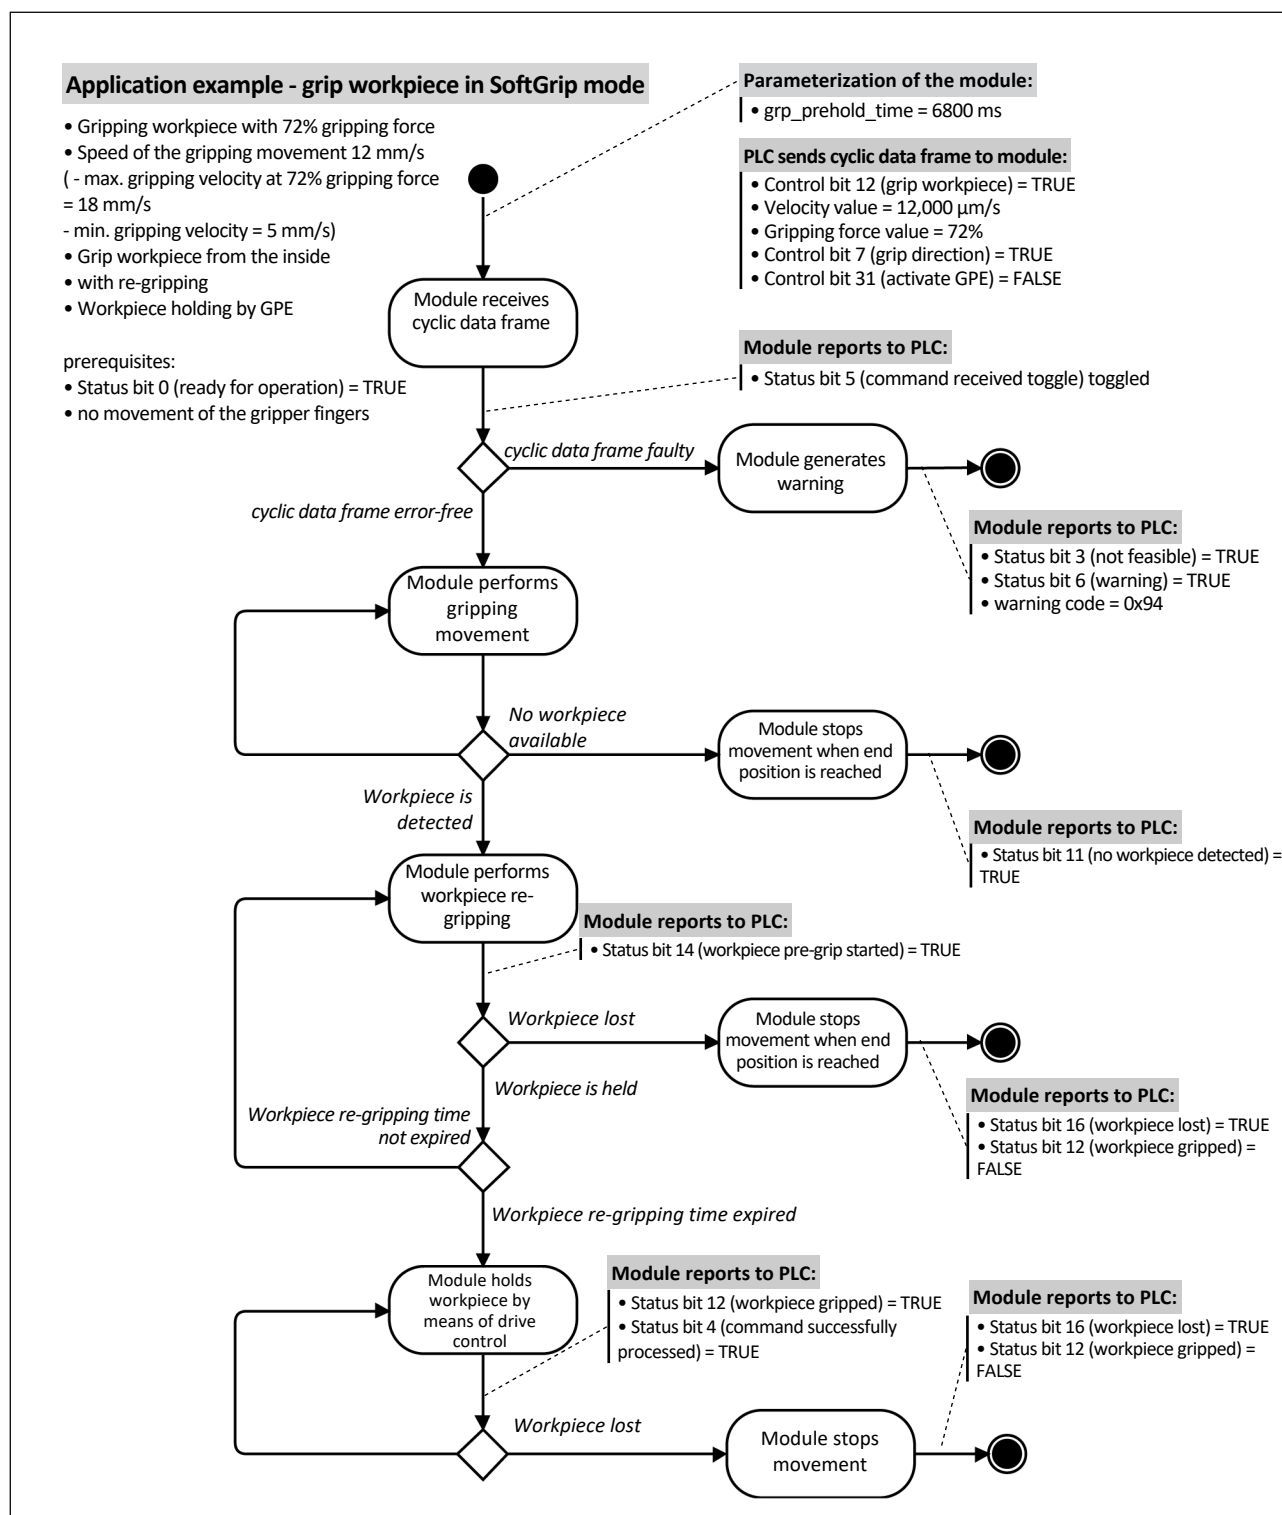 Application example - grip workpiece in SoftGrip mode
• Gripping workpiece with 72% gripping force
• Speed of the gripping movement 12 mm/s
( - max. gripping velocity at 72% gripping force
= 18 mm/s
- min. gripping velocity = 5 mm/s)
• Grip workpiece from the inside
• with re-gripping
• Workpiece holding by GPE
prerequisites:
• Status bit 0 (ready for operation) = TRUE
• no movement of the gripper fingers
Parameterization of the module:
• grp_prehold_time = 6800 ms
PLC sends cyclic data frame to module:
• Control bit 12 (grip workpiece) = TRUE
• Velocity value = 12,000 µm/s
• Gripping force value = 72%
• Control bit 7 (grip direction) = TRUE
• Control bit 31 (activate GPE) = FALSE
Module receives
cyclic data frame
Module reports to PLC:
• Status bit 5 (command received toggle) toggled
cyclic data frame faulty
Module generates
warning
cyclic data frame error-free
Module reports to PLC:
• Status bit 3 (not feasible) = TRUE
• Status bit 6 (warning) = TRUE
• warning code = 0x94
Module performs
gripping
movement
No workpiece
available
Module stops
movement when end
position is reached
Workpiece is
detected
Module reports to PLC:
• Status bit 11 (no workpiece detected) =
TRUE
Module performs
workpiece re-
gripping
Module reports to PLC:
• Status bit 14 (workpiece pre-grip started) = TRUE
Workpiece lost
Module stops
movement when end
position is reached
Workpiece is held
Module reports to PLC:
• Status bit 16 (workpiece lost) = TRUE
• Status bit 12 (workpiece gripped) =
FALSE
Workpiece re-gripping time
not expired
Workpiece re-gripping time expired
Module holds
workpiece by
means of drive
control
Module reports to PLC:
• Status bit 12 (workpiece gripped) = TRUE
• Status bit 4 (command successfully
processed) = TRUE
Module reports to PLC:
• Status bit 16 (workpiece lost) = TRUE
• Status bit 12 (workpiece gripped) =
FALSE
Workpiece lost
Module stops
movement